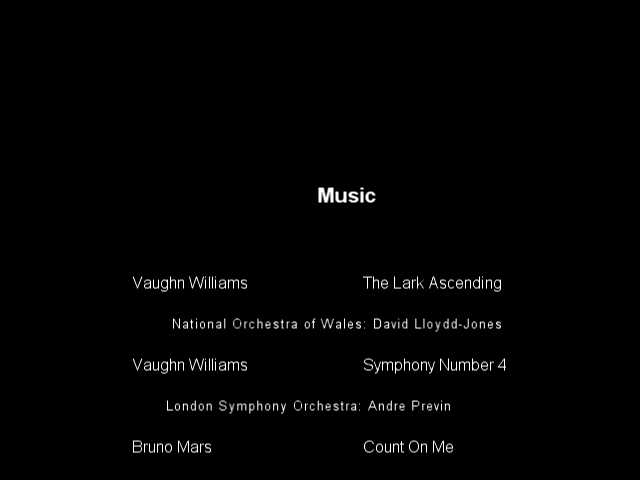 Music
Vaughn Williams The Lark Ascending
National Orchestra of Wales: David Lloydd-Jones
Vaughn Williams Symphony Number 4
London Symphony Orchestra: Andre Previn
Bruno Mars Count On Me